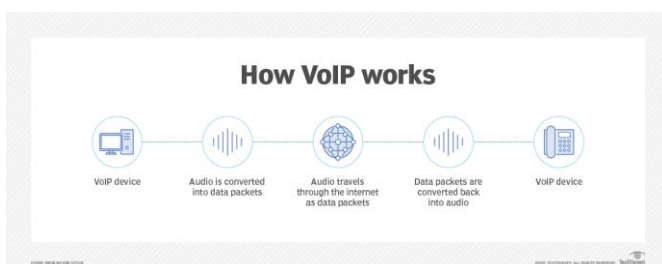 How VoIP works
VoIP device
Audio is converted
into data packets
Audio travels
through the internet
as data packets
Data packets are
converted back
into audio
VoIP device
TechTarget